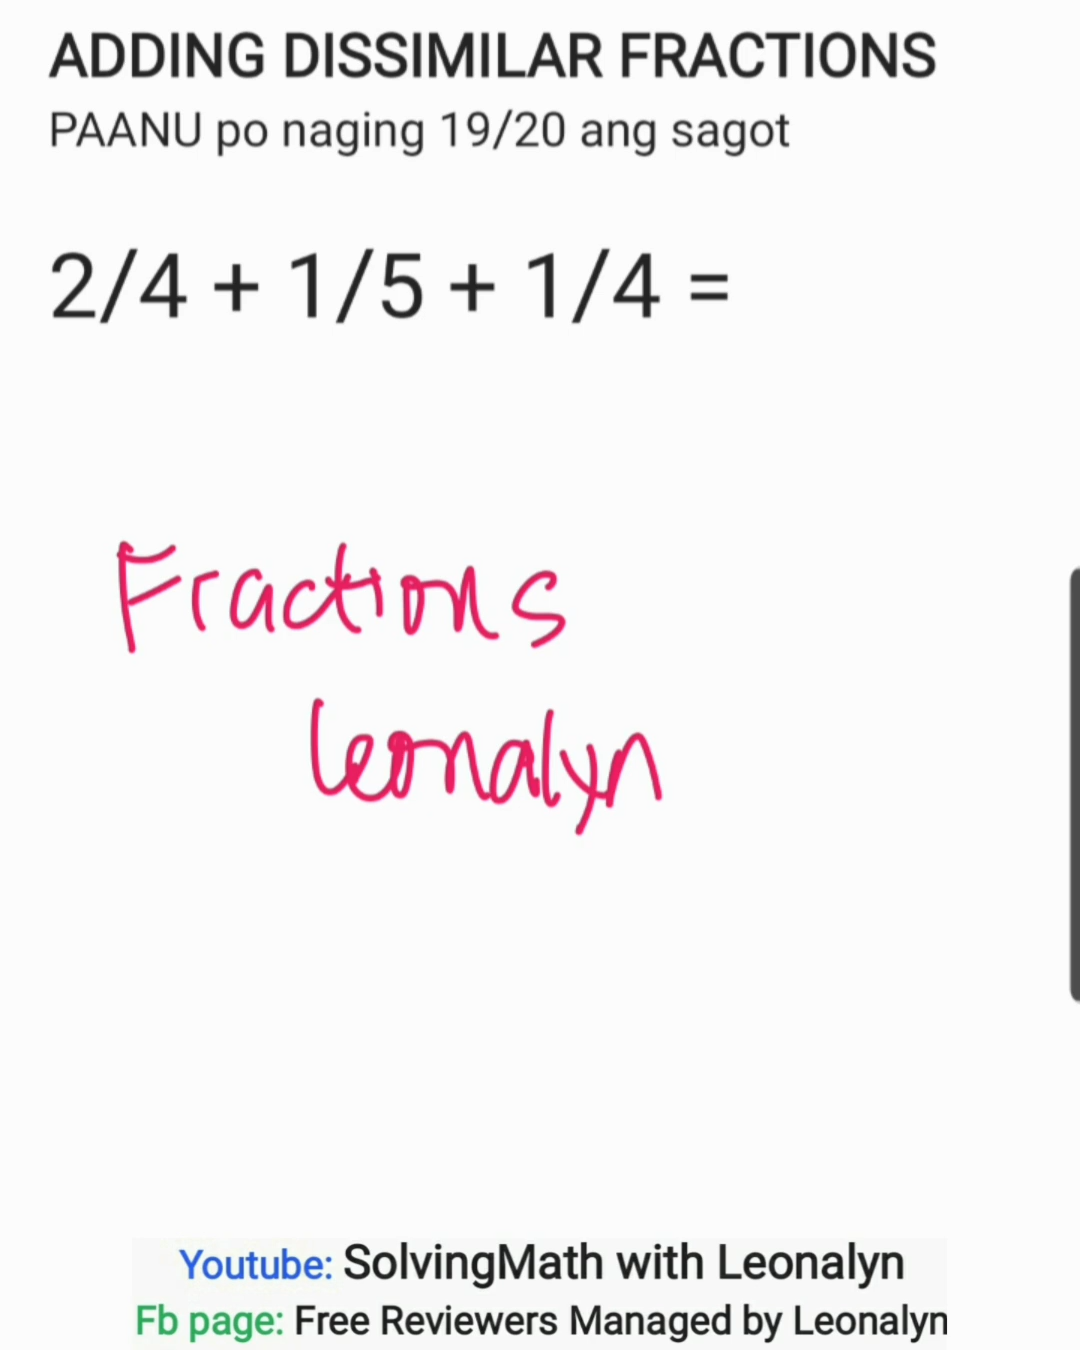 ADDING DISSIMILAR FRACTIONS
PAANU po naging 19/20 ang sagot
2/4 + 1/5 + 1/4 =
Fractions
Leonalyn
Youtube: SolvingMath with Leonalyn
Fb page: Free Reviewers Managed by Leonalyn